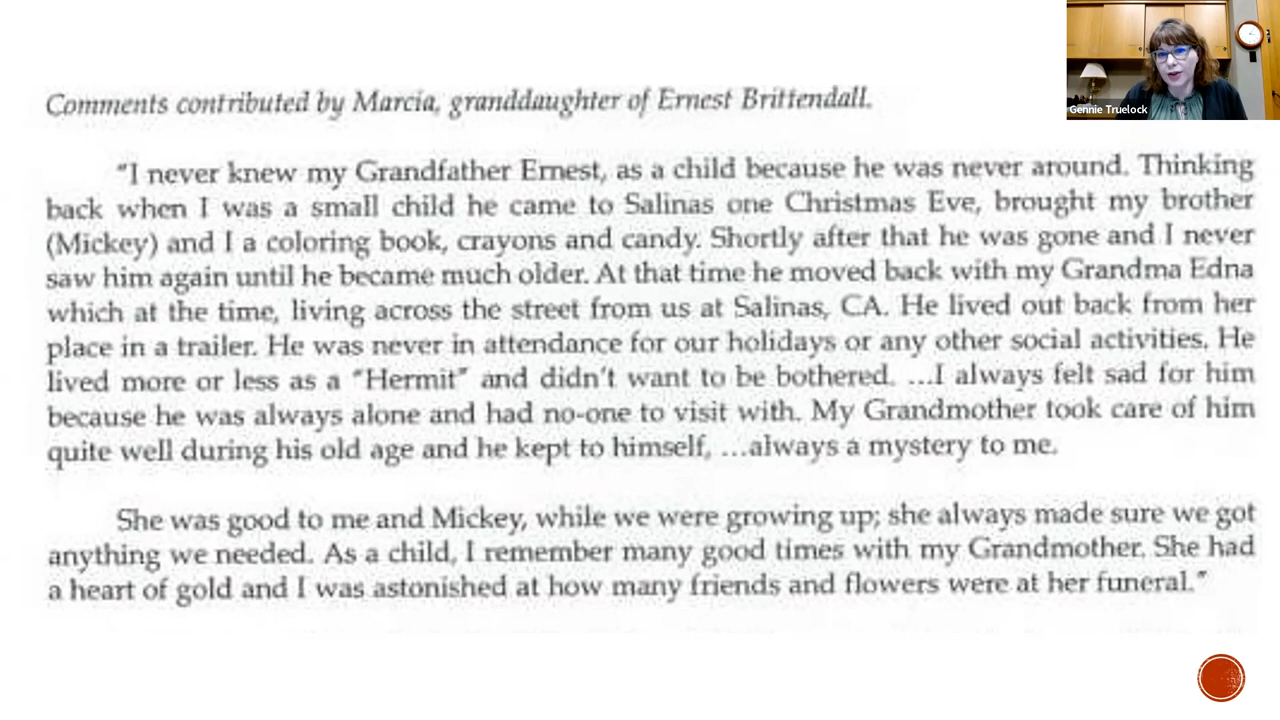 Gennie Truelock
Comments contributed by Marcia, granddaughter of Ernest Brittendall.
"I never knew my Grandfather Ernest, as a child because he was never around. Thinking
back when I was a small child he came to Salinas one Christmas Eve, brought my brother
(Mickey) and I a coloring book, crayons and candy. Shortly after that he was gone and I never
saw him again until he became much older. At that time he moved back with my Grandma Edna
which at the time, living across the street from us at Salinas, CA. He lived out back from her
place in a trailer. He was never in attendance for our holidays or any other social activities. He
lived more or less as a "Hermit" and didn't want to be bothered. ...I always felt sad for him
because he was always alone and had no-one to visit with. My Grandmother took care of him
quite well during his old age and he kept to himself, ...always a mystery to me.
She was good to me and Mickey, while we were growing up; she always made sure we got
anything we needed. As a child, I remember many good times with my Grandmother. She had
a heart of gold and I was astonished at how many friends and flowers were at her funeral."